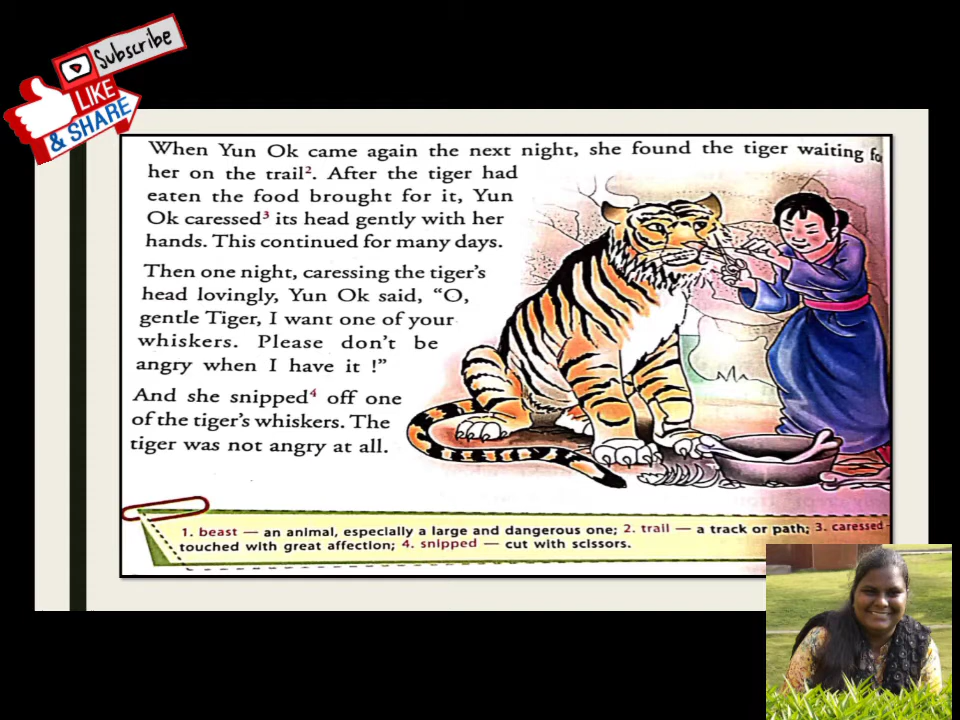 Subscribe
LIKE
& SHARE
When Yun Ok came again the next night, she found the tiger waiting for
her on the trail². After the tiger had
eaten the food brought for it, Yun
Ok caressed³ its head gently with her
hands. This continued for many days.
Then one night, caressing the tiger's
head lovingly, Yun Ok said, “O,
gentle Tiger, I want one of your
whiskers. Please don't be
angry when I have it !”
And she snipped⁴ off one
of the tiger's whiskers. The
tiger was not angry at all.
1. beast — an animal, especially a large and dangerous one; 2. trail — a track or path; 3. caressed —
touched with great affection; 4. snipped — cut with scissors.